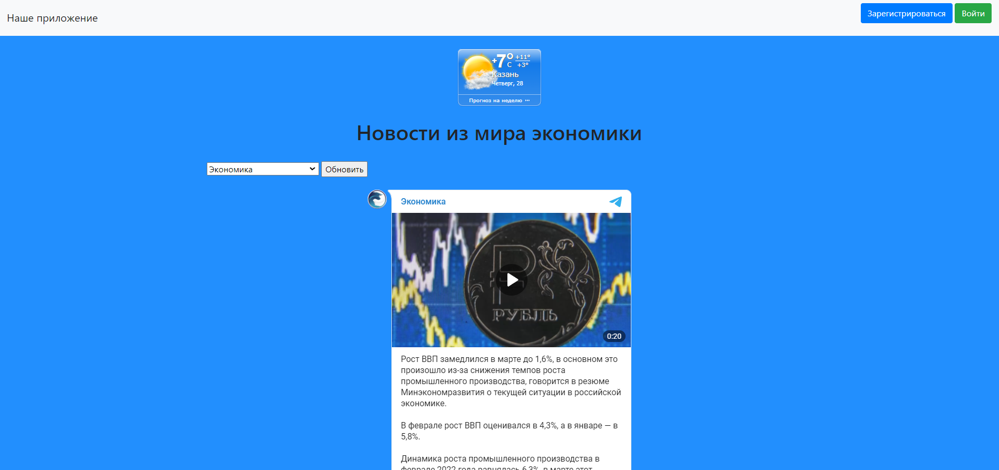 Наше приложение
Зарегистрироваться
Войти
+7°C
+11°
+3°
Казань
Четверг, 28
Прогноз на неделю ···
Новости из мира экономики
Экономика
Обновить
Экономика
РУБЛЬ
0:20
Рост ВВП замедлился в марте до 1,6%, в основном это
произошло из-за снижения темпов роста
промышленного производства, говорится в резюме
Минэкономразвития о текущей ситуации в российской
экономике.
В феврале рост ВВП оценивался в 4,3%, а в январе — в
5,8%.
Динамика роста промышленного производства в
феврале 2022 года равнялась 6,3%, в марте этот